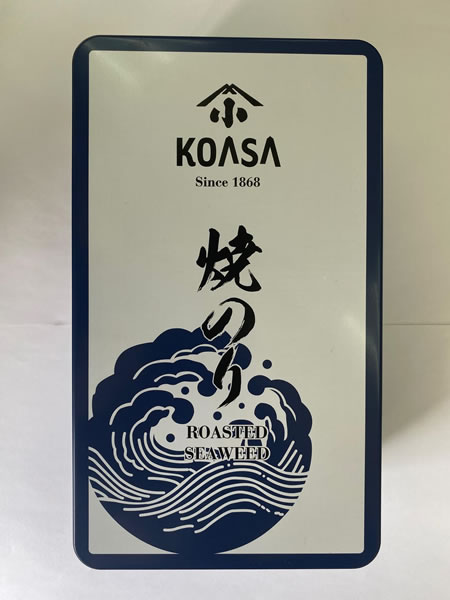 小
KOASA
Since 1868
焼のり
ROASTED
SEAWEED